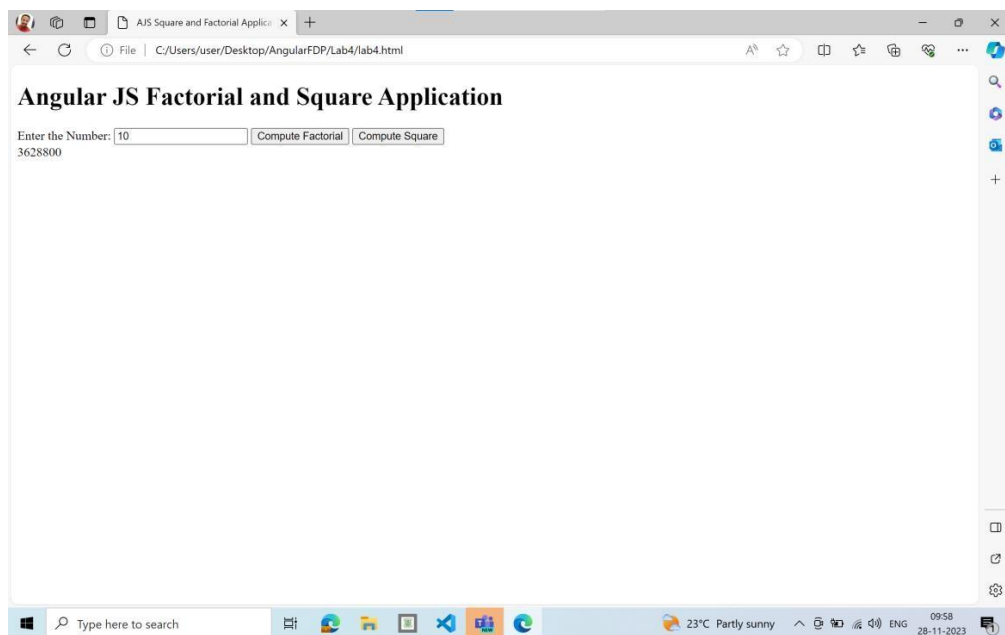 AJS Square and Factorial Applica
File | C:/Users/user/Desktop/AngularFDP/Lab4/lab4.html
Angular JS Factorial and Square Application
Enter the Number: 10 Compute Factorial Compute Square
3628800
Type here to search
23°C Partly sunny
ENG
09:58
28-11-2023